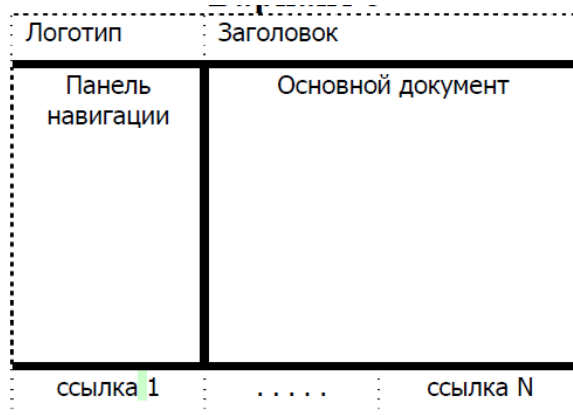 Логотип
Заголовок
Панель
навигации
Основной документ
ссылка 1
. . . . .
ссылка N